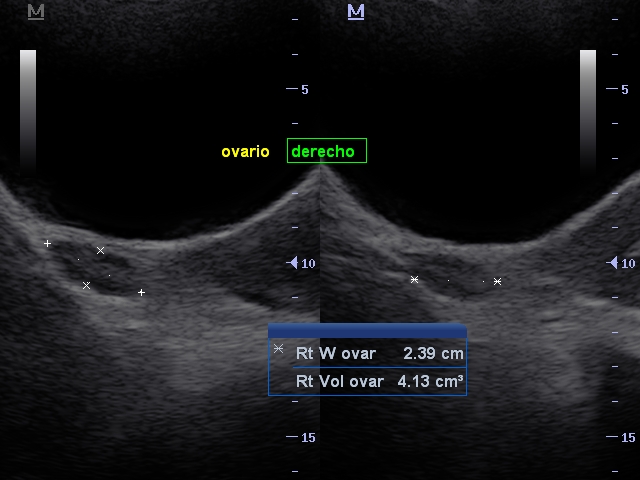 M
M
5
5
ovario derecho
10
10
Rt W ovar 2.39 cm
Rt Vol ovar 4.13 cm³
15
15